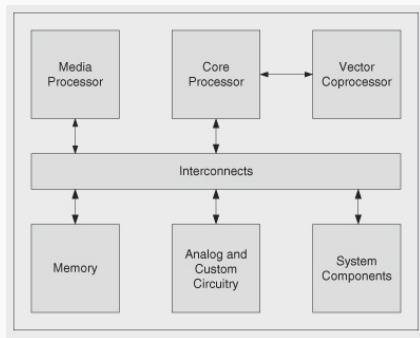 Media
Processor
Core
Processor
Vector
Coprocessor
Interconnects
Memory
Analog and
Custom
Circuitry
System
Components